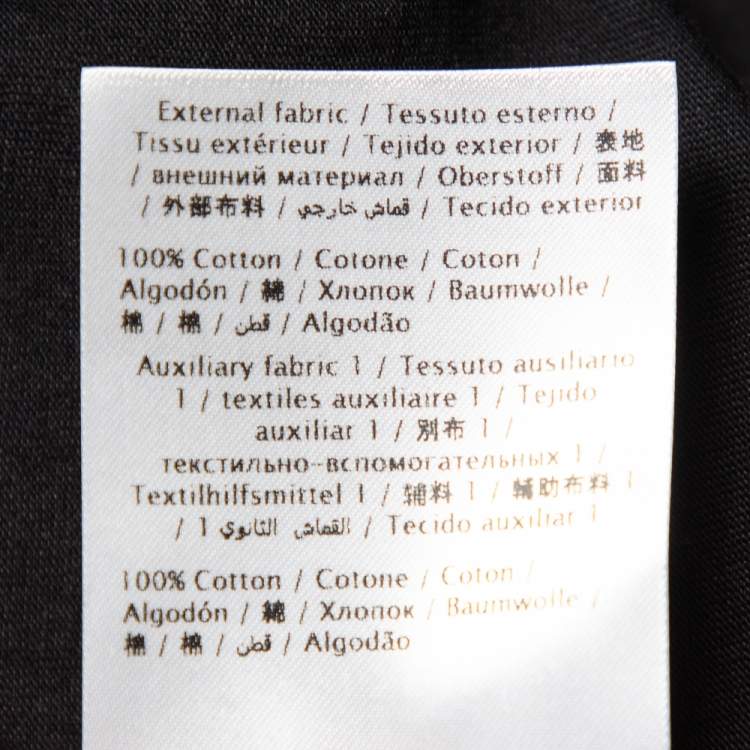 External fabric / Tessuto esterno /
Tissu extérieur / Tejido exterior / 表地
/ внешний материал / Oberstoff / 面料
/ 外部布料 / قماش خارجي / Tecido exterior
100% Cotton / Cotone / Coton /
Algodón / 綿 / Хлопок / Baumwolle /
棉 / 棉 / قطن / Algodão
Auxiliary fabric 1 / Tessuto ausiliario
1 / textiles auxiliaire 1 / Tejido
auxiliar 1 / 別布 1 /
текстильно-вспомогательных 1 /
Textilhilfsmittel 1 / 辅料 1 / 輔助布料 1
/ القماش الثانوي 1 / Tecido auxiliar 1
100% Cotton / Cotone / Coton /
Algodón / 綿 / Хлопок / Baumwolle /
棉 / 棉 / قطن / Algodão